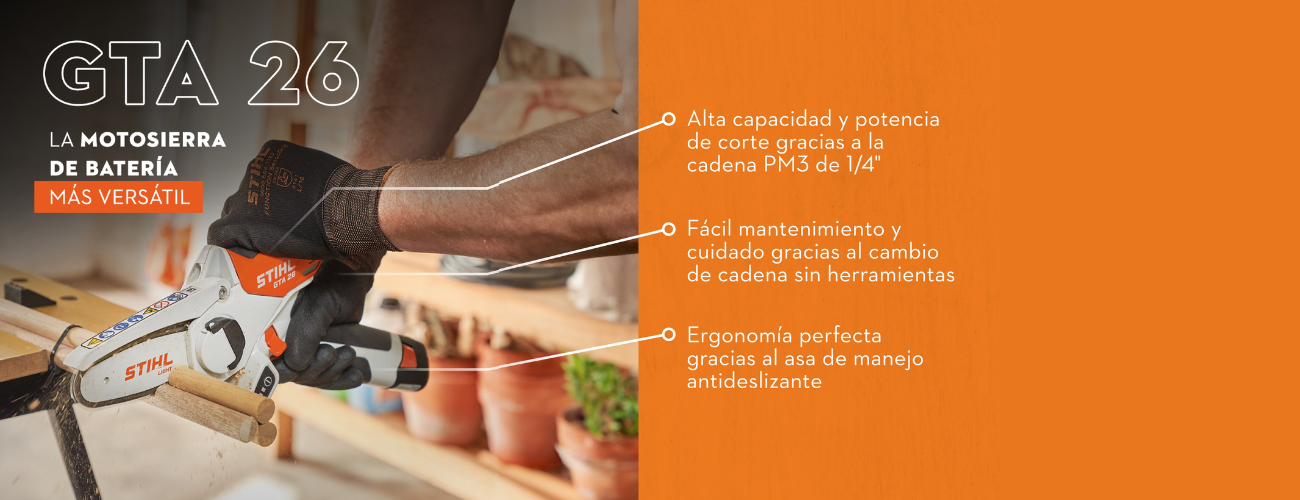 GTA 26
LA MOTOSIERRA
DE BATERÍA
MÁS VERSÁTIL
Alta capacidad y potencia
de corte gracias a la
cadena PM3 de 1/4"
Fácil mantenimiento y
cuidado gracias al cambio
de cadena sin herramientas
Ergonomía perfecta
gracias al asa de manejo
antideslizante
STIHL
STIHL
GTA 26
STIHL
LIGHT